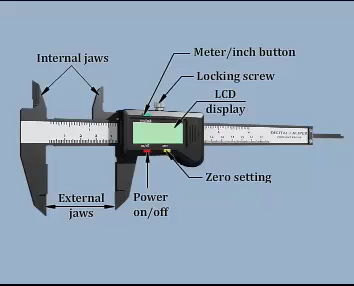 Meter/inch button
Internal jaws
Locking screw
LCD
display
DIGITAL CALIPER
External
jaws
Power
on/off
Zero setting